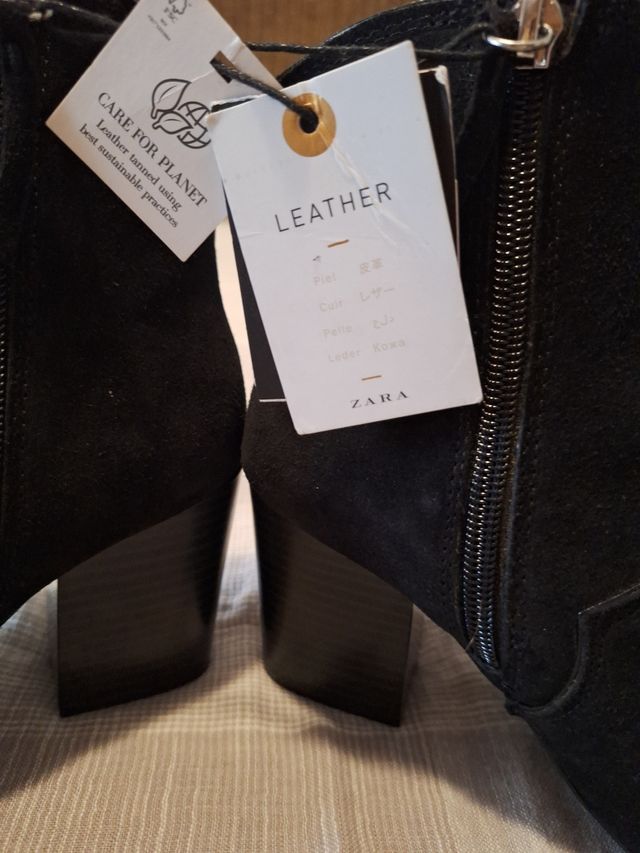 CARE FOR PLANET
Leather tanned using
best sustainable practices
LEATHER
Piel 皮革
Cuir レザー
Pelle جلد
Leder Кожа
ZARA